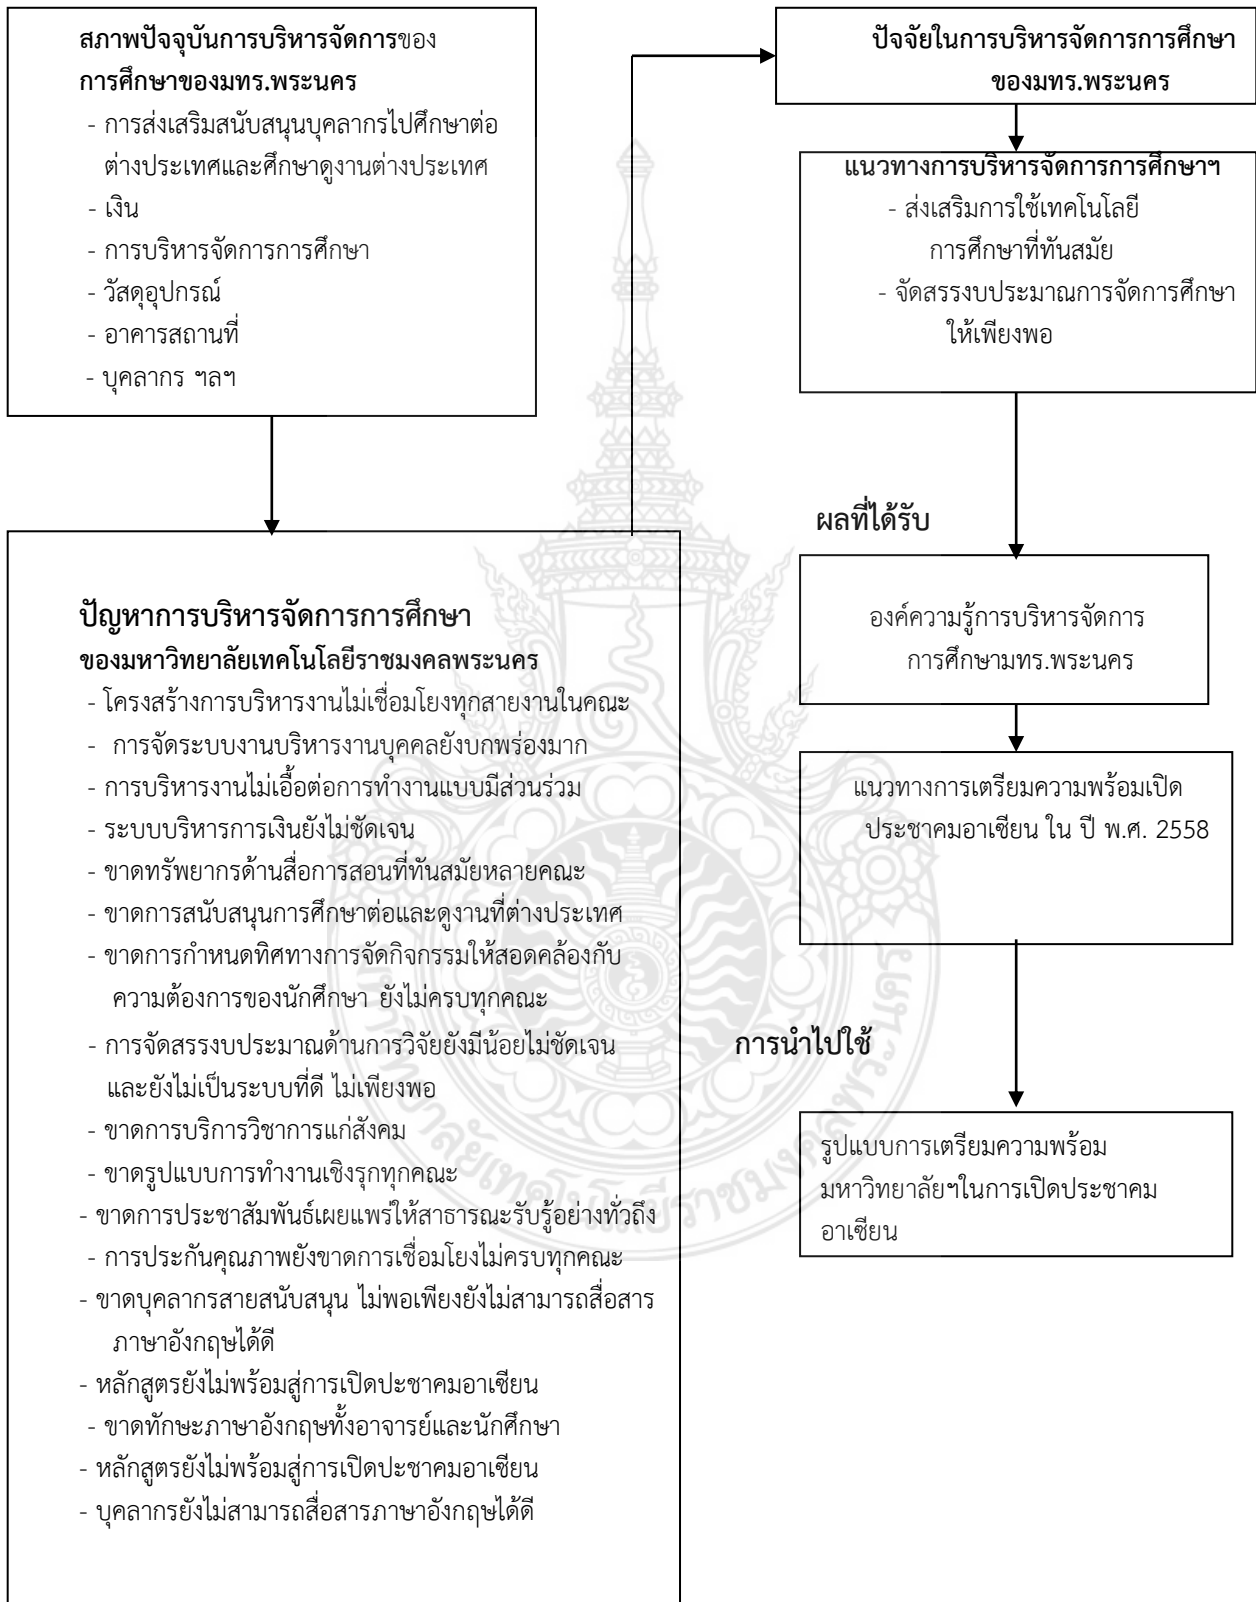 สภาพปัจจุบันการบริหารจัดการของ
การศึกษาของมทร.พระนคร
- การส่งเสริมสนับสนุนบุคลากรไปศึกษาต่อ
ต่างประเทศและศึกษาดูงานต่างประเทศ
- เงิน
- การบริหารจัดการการศึกษา
- วัสดุอุปกรณ์
- อาคารสถานที่
- บุคลากร ฯลฯ
ปัญหาการบริหารจัดการการศึกษา
ของมหาวิทยาลัยเทคโนโลยีราชมงคลพระนคร
- โครงสร้างการบริหารงานไม่เชื่อมโยงทุกสายงานในคณะ
- การจัดระบบงานบริหารงานบุคคลยังบกพร่องมาก
- การบริหารงานไม่เอื้อต่อการทำงานแบบมีส่วนร่วม
- ระบบบริหารการเงินยังไม่ชัดเจน
- ขาดทรัพยากรด้านสื่อการสอนที่ทันสมัยหลายคณะ
- ขาดการสนับสนุนการศึกษาต่อและดูงานที่ต่างประเทศ
- ขาดการกำหนดทิศทางการจัดกิจกรรมให้สอดคล้องกับ
ความต้องการของนักศึกษา ยังไม่ครบทุกคณะ
- การจัดสรรงบประมาณด้านการวิจัยยังมีน้อยไม่ชัดเจน
และยังไม่เป็นระบบที่ดี ไม่เพียงพอ
- ขาดการบริการวิชาการแก่สังคม
- ขาดรูปแบบการทำงานเชิงรุกทุกคณะ
- ขาดการประชาสัมพันธ์เผยแพร่ให้สาธารณะรับรู้อย่างทั่วถึง
- การประกันคุณภาพยังขาดการเชื่อมโยงไม่ครบทุกคณะ
- ขาดบุคลากรสายสนับสนุน ไม่พอเพียงยังไม่สามารถสื่อสาร
ภาษาอังกฤษได้ดี
- หลักสูตรยังไม่พร้อมสู่การเปิดปะชาคมอาเซียน
- ขาดทักษะภาษาอังกฤษทั้งอาจารย์และนักศึกษา
- หลักสูตรยังไม่พร้อมสู่การเปิดปะชาคมอาเซียน
- บุคลากรยังไม่สามารถสื่อสารภาษาอังกฤษได้ดี
ปัจจัยในการบริหารจัดการการศึกษา
ของมทร.พระนคร
แนวทางการบริหารจัดการการศึกษาฯ
- ส่งเสริมการใช้เทคโนโลยี
การศึกษาที่ทันสมัย
- จัดสรรงบประมาณการจัดการศึกษา
ให้เพียงพอ
ผลที่ได้รับ
องค์ความรู้การบริหารจัดการ
การศึกษามทร.พระนคร
แนวทางการเตรียมความพร้อมเปิด
ประชาคมอาเซียน ใน ปี พ.ศ. 2558
การนำไปใช้
รูปแบบการเตรียมความพร้อม
มหาวิทยาลัยฯในการเปิดประชาคม
อาเซียน
มหาวิทยาลัยเทคโนโลยีราชมงคลพระนคร